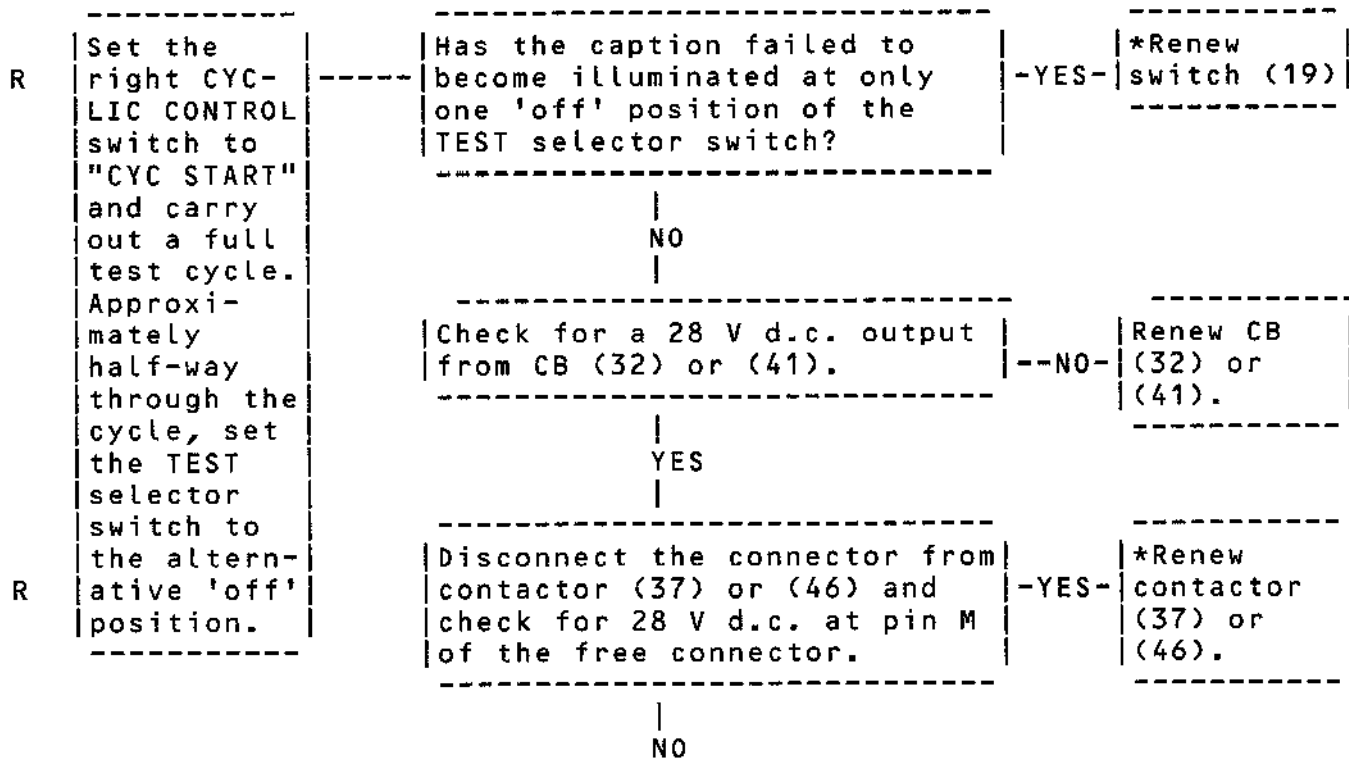 R
Set the
right CYC-
LIC CONTROL
switch to
"CYC START"
and carry
out a full
test cycle.
Approxi-
mately
half-way
through the
cycle, set
the TEST
selector
switch to
the altern-
R
ative 'off'
position.
Has the caption failed to
become illuminated at only
one 'off' position of the
TEST selector switch?
-YES-
*Renew
switch (19)
NO
Check for a 28 V d.c. output
from CB (32) or (41).
--NO-
Renew CB
(32) or
(41).
YES
Disconnect the connector from
contactor (37) or (46) and
check for 28 V d.c. at pin M
of the free connector.
-YES-
*Renew
contactor
(37) or
(46).
NO